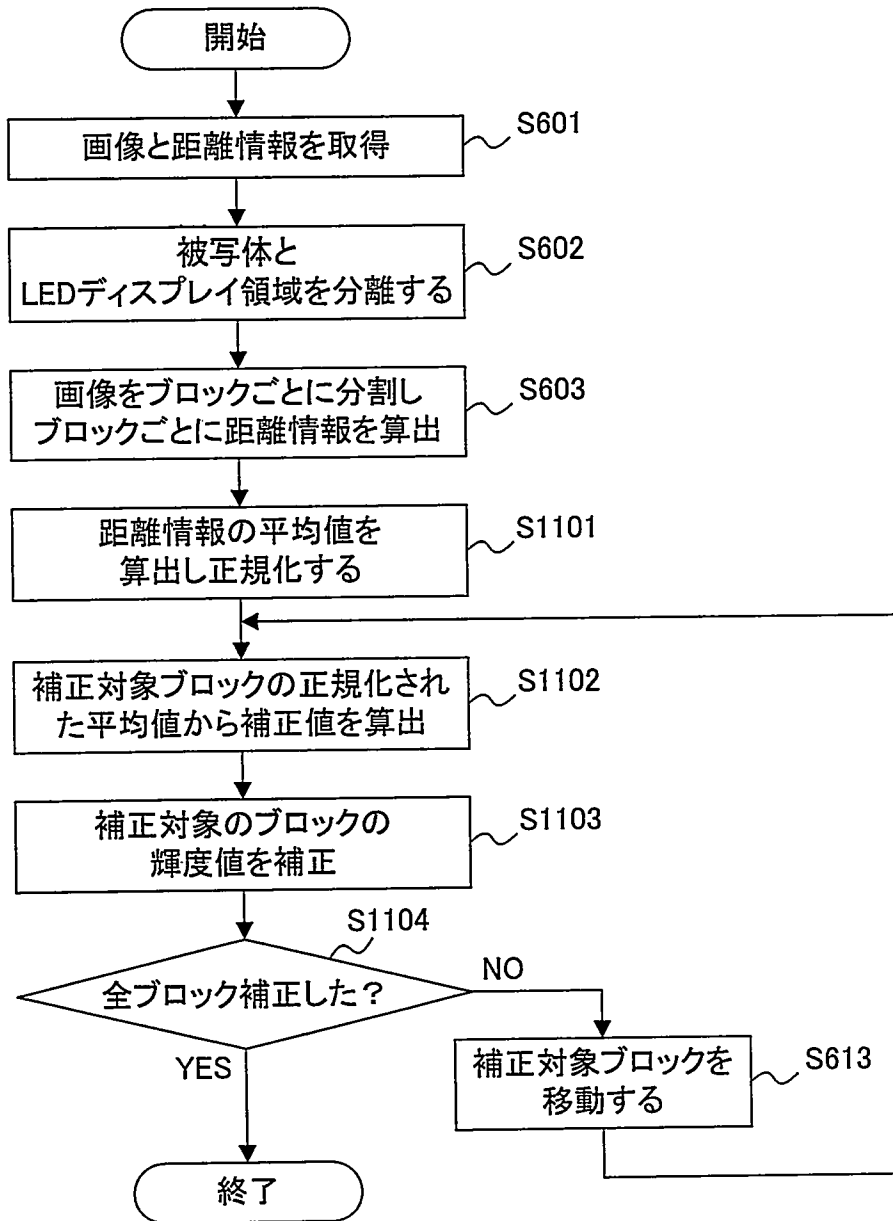 開始
画像と距離情報を取得
S601
被写体と
LEDディスプレイ領域を分離する
S602
画像をブロックごとに分割し
ブロックごとに距離情報を算出
S603
距離情報の平均値を
算出し正規化する
S1101
補正対象ブロックの正規化され
た平均値から補正値を算出
S1102
補正対象のブロックの
輝度値を補正
S1103
S1104
全ブロック補正した？
NO
YES
補正対象ブロックを
移動する
S613
終了